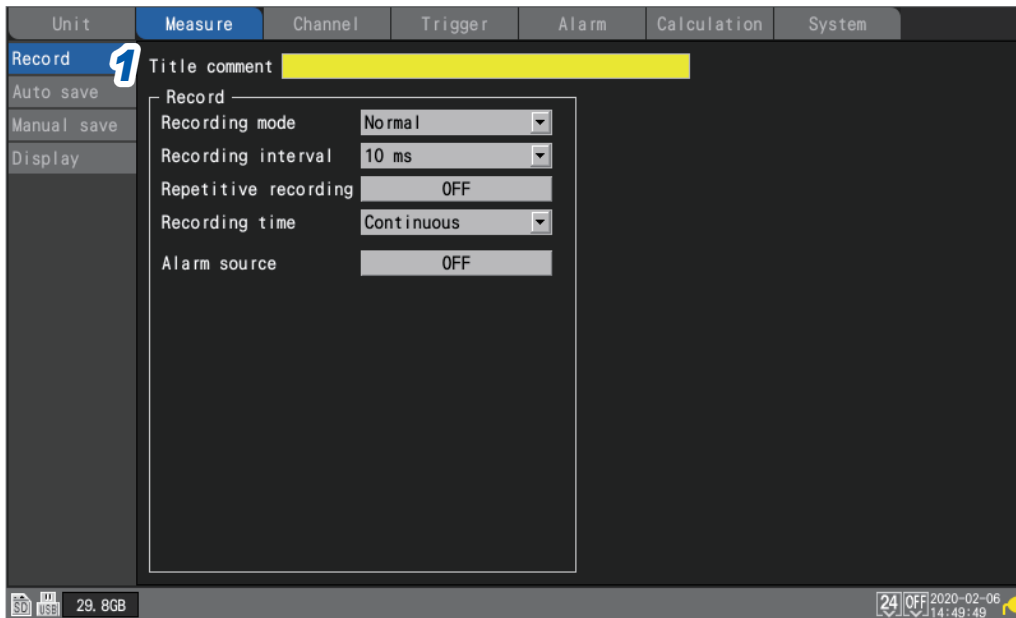 Unit Measure Channel Trigger Alarm Calculation System
Record 1
Title comment
Auto save
Record
Manual save
Recording mode Normal
Display
Recording interval 10 ms
Repetitive recording OFF
Recording time Continuous
Alarm source OFF
SD USB 29.8GB 24 OFF 2020-02-06
14:49:49